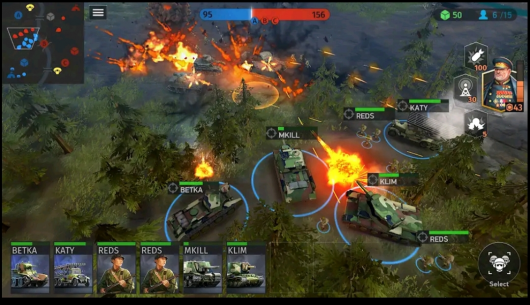 95
156
A B C
50
8/15
100
30
43
5
KATY
REDS
MKILL
KLIM
BETKA
REDS
BETKA
KATY
REDS
REDS
MKILL
KLIM
Select